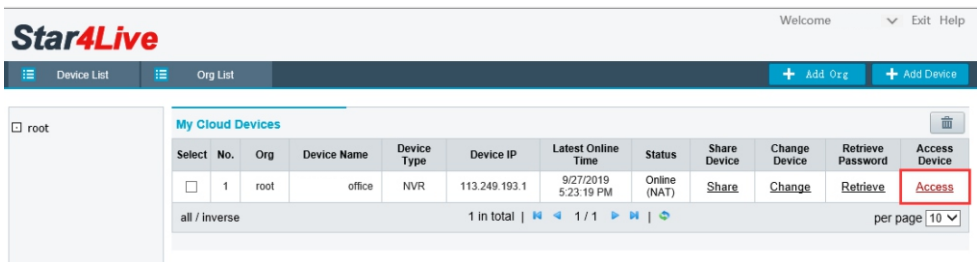 Welcome Exit Help
Star4Live
Device List Org List + Add Org + Add Device
root
My Cloud Devices
Select No. Org Device Name Device Type Device IP Latest Online Time Status Share Device Change Device Retrieve Password Access Device
1 root office NVR 113.249.193.1 9/27/2019 5:23:19 PM Online (NAT) Share Change Retrieve Access
all / inverse 1 in total | 1 / 1 | per page 10